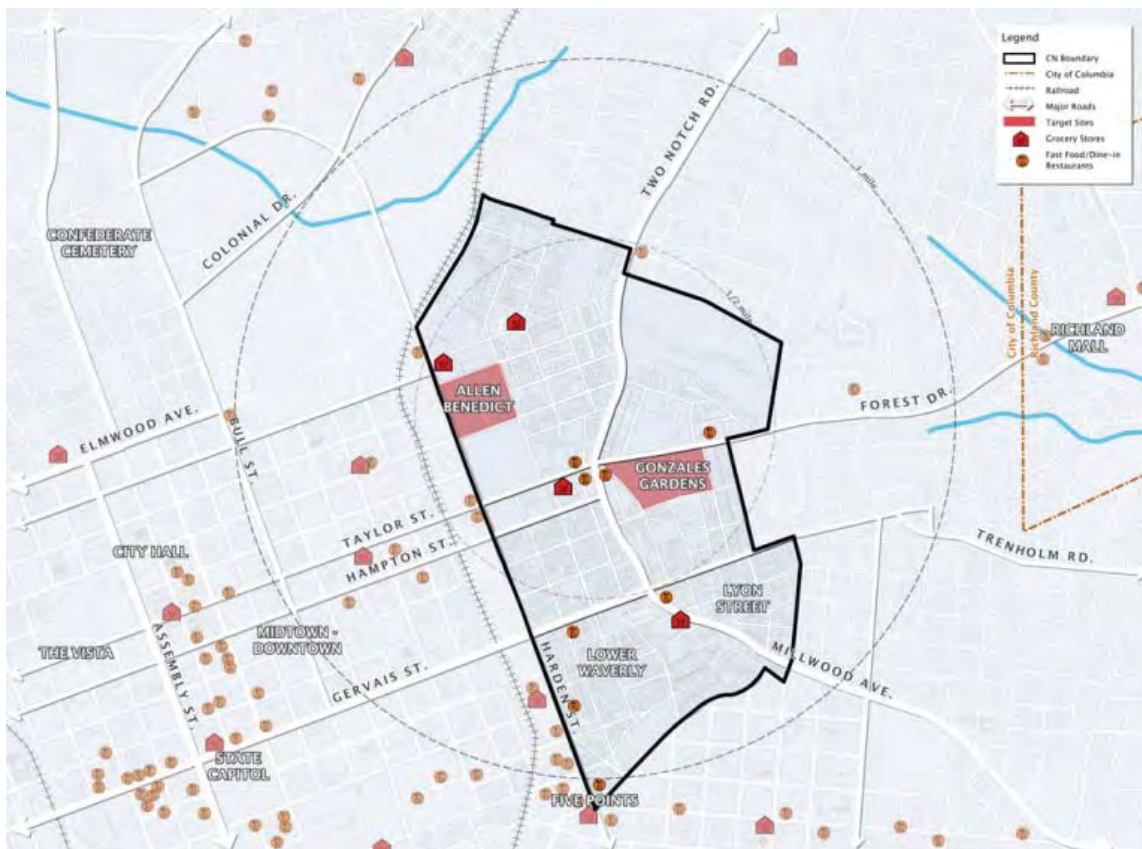 Legend
CN Boundary
City of Columbia
Railroad
Major Roads
Target Sites
Grocery Stores
Fast Food/Dine-in
Restaurants
TWO NOTCH RD.
1 mile
CONFEDERATE
CEMETERY
COLONIAL DR.
1/2 mile
City of Columbia
Richland County
RICHLAND
MALL
ALLEN
BENEDICT
FOREST DR.
ELMWOOD AVE.
BULL ST.
GONZALES
GARDENS
TAYLOR ST.
HAMPTON ST.
TRENHOLM RD.
CITY HALL
LYON
STREET
THE VISTA
ASSEMBLY ST.
MIDTOWN -
DOWNTOWN
HARDEN ST.
LOWER
WAVERLY
MILLWOOD AVE.
GERVAIS ST.
STATE
CAPITOL
FIVE POINTS